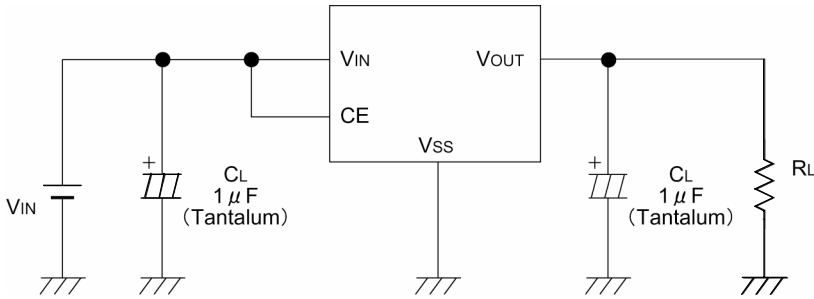 VIN
VOUT
CE
VSS
+
CL
1μF
(Tantalum)
VIN
+
CL
1μF
(Tantalum)
RL